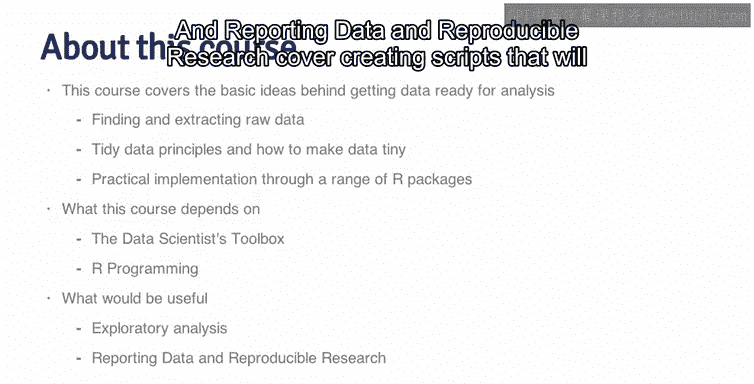 About this course
And Reporting Data and Reproducible
Research cover creating scripts that will
· This course covers the basic ideas behind getting data ready for analysis
- Finding and extracting raw data
- Tidy data principles and how to make data tiny
- Practical implementation through a range of R packages
· What this course depends on
- The Data Scientist's Toolbox
- R Programming
· What would be useful
- Exploratory analysis
- Reporting Data and Reproducible Research